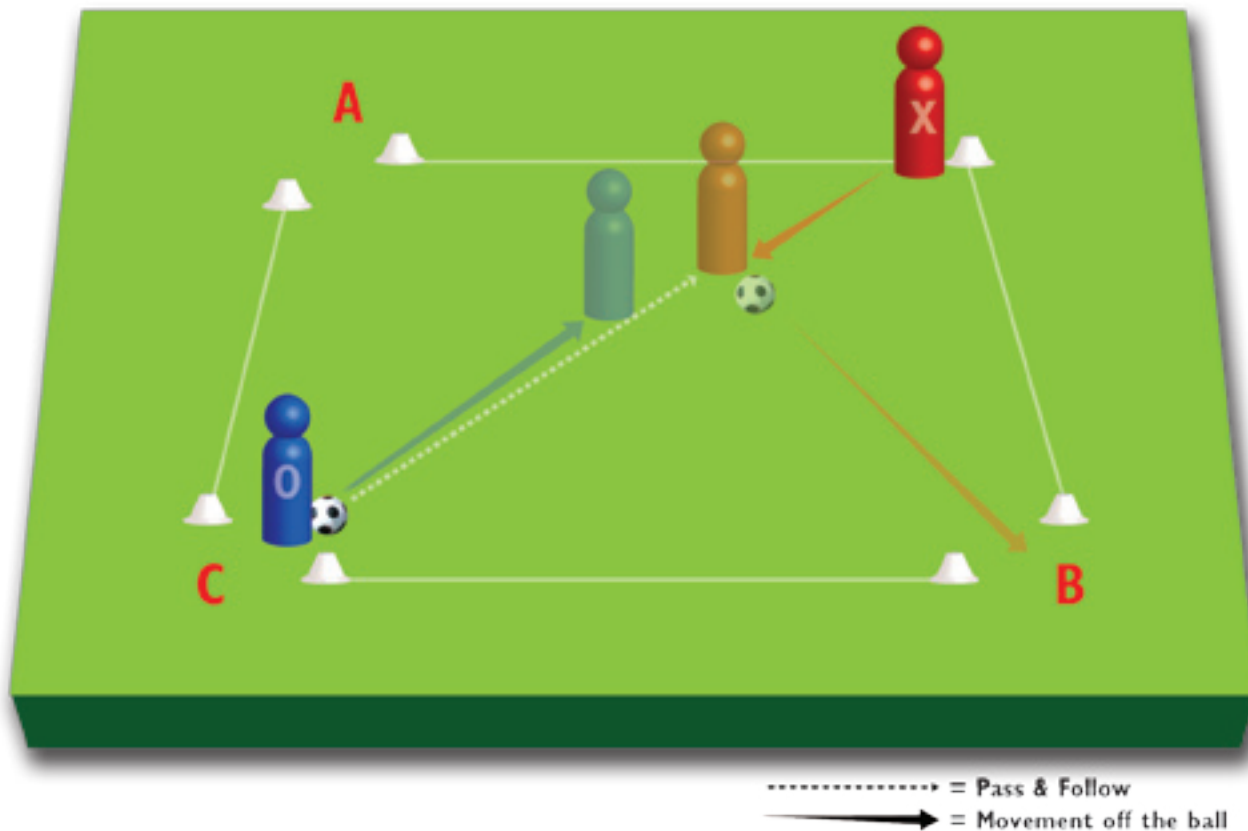 A
X
O
C
B
= Pass & Follow
= Movement off the ball